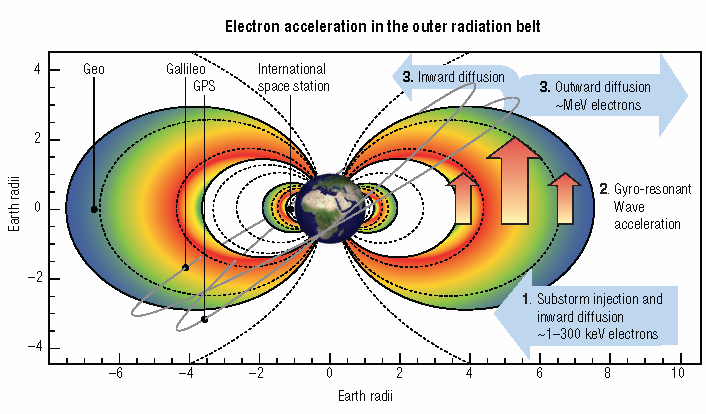 Electron acceleration in the outer radiation belt
Geo
Gallileo
GPS
International
space station
3. Inward diffusion
3. Outward diffusion
~MeV electrons
2. Gyro-resonant
Wave
acceleration
1. Substorm injection and
inward diffusion
~1–300 keV electrons
Earth radii
4
2
0
−2
−4
−6
−4
−2
0
2
4
6
8
10
Earth radii